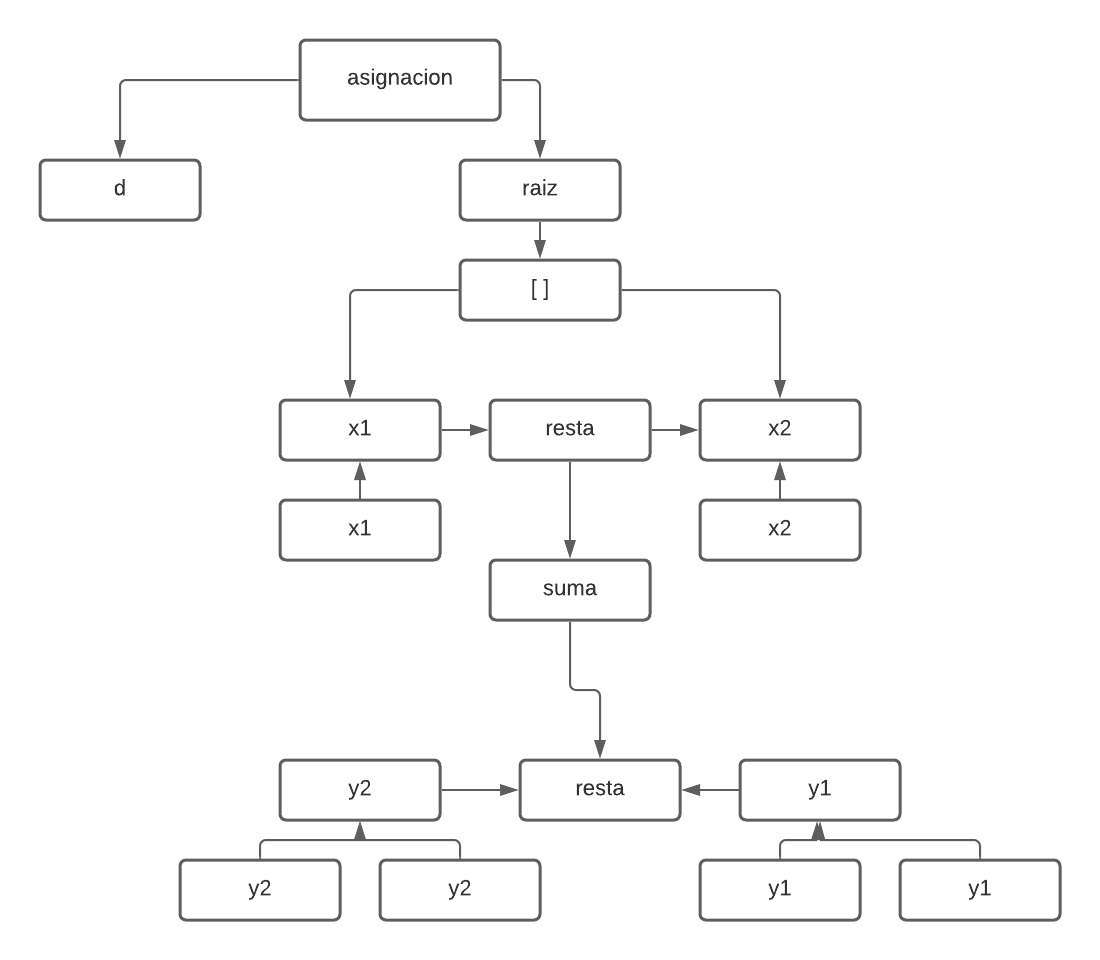 asignacion
d
raiz
[ ]
x1
resta
x2
x1
x2
suma
y2
resta
y1
y2
y2
y1
y1